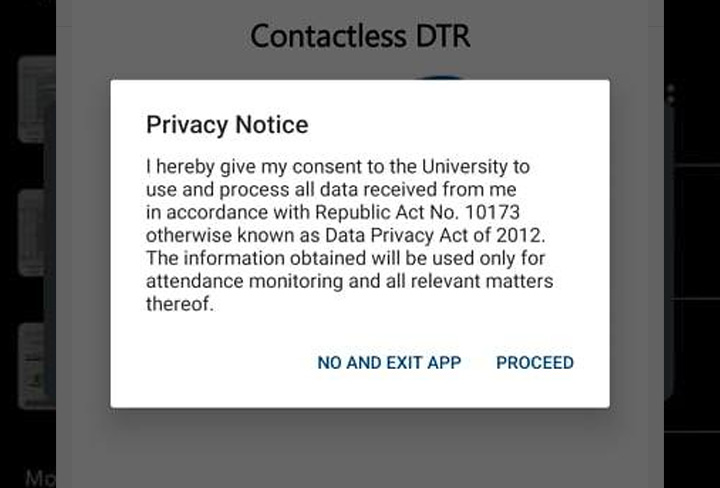 Contactless DTR
Privacy Notice
I hereby give my consent to the University to
use and process all data received from me
in accordance with Republic Act No. 10173
otherwise known as Data Privacy Act of 2012.
The information obtained will be used only for
attendance monitoring and all relevant matters
thereof.
NO AND EXIT APP PROCEED